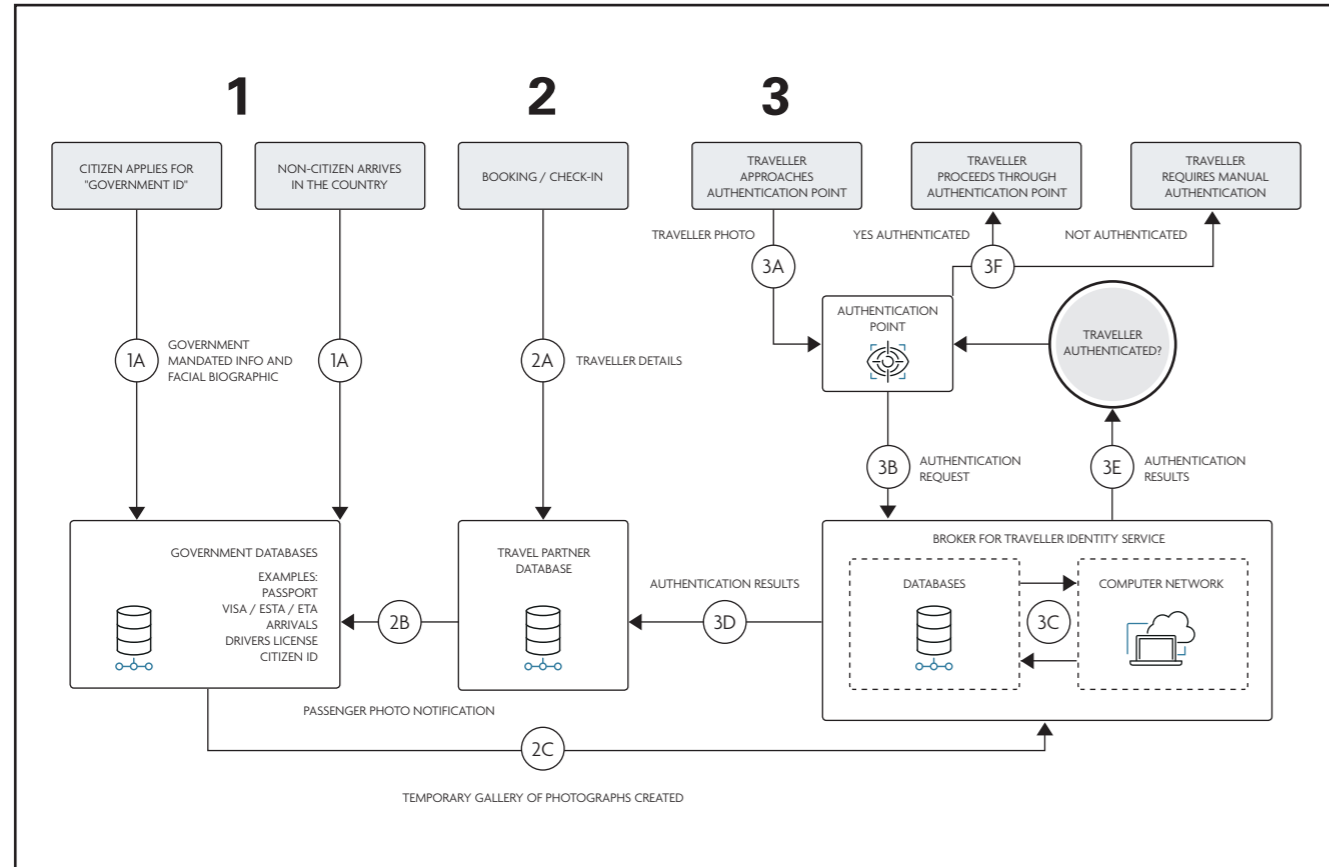 1
2
3
CITIZEN APPLIES FOR
"GOVERNMENT ID"
NON-CITIZEN ARRIVES
IN THE COUNTRY
BOOKING / CHECK-IN
TRAVELLER
APPROACHES
AUTHENTICATION POINT
TRAVELLER
PROCEEDS THROUGH
AUTHENTICATION POINT
TRAVELLER
REQUIRES MANUAL
AUTHENTICATION
TRAVELLER PHOTO
YES AUTHENTICATED
NOT AUTHENTICATED
3A
3F
AUTHENTICATION
POINT
TRAVELLER
AUTHENTICATED?
1A
GOVERNMENT
MANDATED INFO AND
FACIAL BIOGRAPHIC
1A
2A
TRAVELLER DETAILS
3B
AUTHENTICATION
REQUEST
3E
AUTHENTICATION
RESULTS
GOVERNMENT DATABASES
EXAMPLES:
PASSPORT
VISA / ESTA / ETA
ARRIVALS
DRIVERS LICENSE
CITIZEN ID
2B
TRAVEL PARTNER
DATABASE
AUTHENTICATION RESULTS
3D
BROKER FOR TRAVELLER IDENTITY SERVICE
DATABASES
3C
COMPUTER NETWORK
PASSENGER PHOTO NOTIFICATION
2C
TEMPORARY GALLERY OF PHOTOGRAPHS CREATED